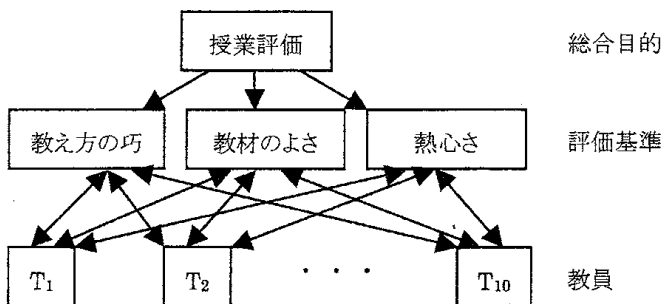 授業評価 総合目的
教え方の巧 教材のよさ 熱心さ 評価基準
T₁ T₂ ・・・ T₁₀ 教員